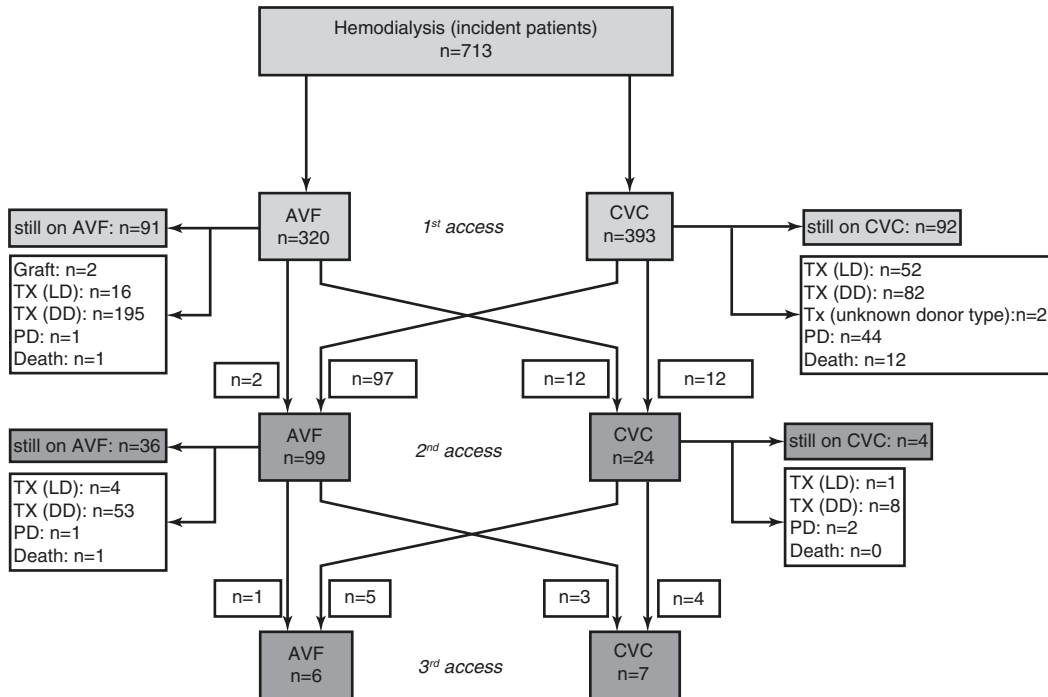 Hemodialysis (incident patients)
n=713
AVF
n=320
1st access
CVC
n=393
still on AVF: n=91
still on CVC: n=92
Graft: n=2
TX (LD): n=16
TX (DD): n=195
PD: n=1
Death: n=1
TX (LD): n=52
TX (DD): n=82
Tx (unknown donor type):n=2
PD: n=44
Death: n=12
n=2
n=97
n=12
n=12
AVF
n=99
2nd access
CVC
n=24
still on AVF: n=36
still on CVC: n=4
TX (LD): n=4
TX (DD): n=53
PD: n=1
Death: n=1
TX (LD): n=1
TX (DD): n=8
PD: n=2
Death: n=0
n=1
n=5
n=3
n=4
AVF
n=6
3rd access
CVC
n=7